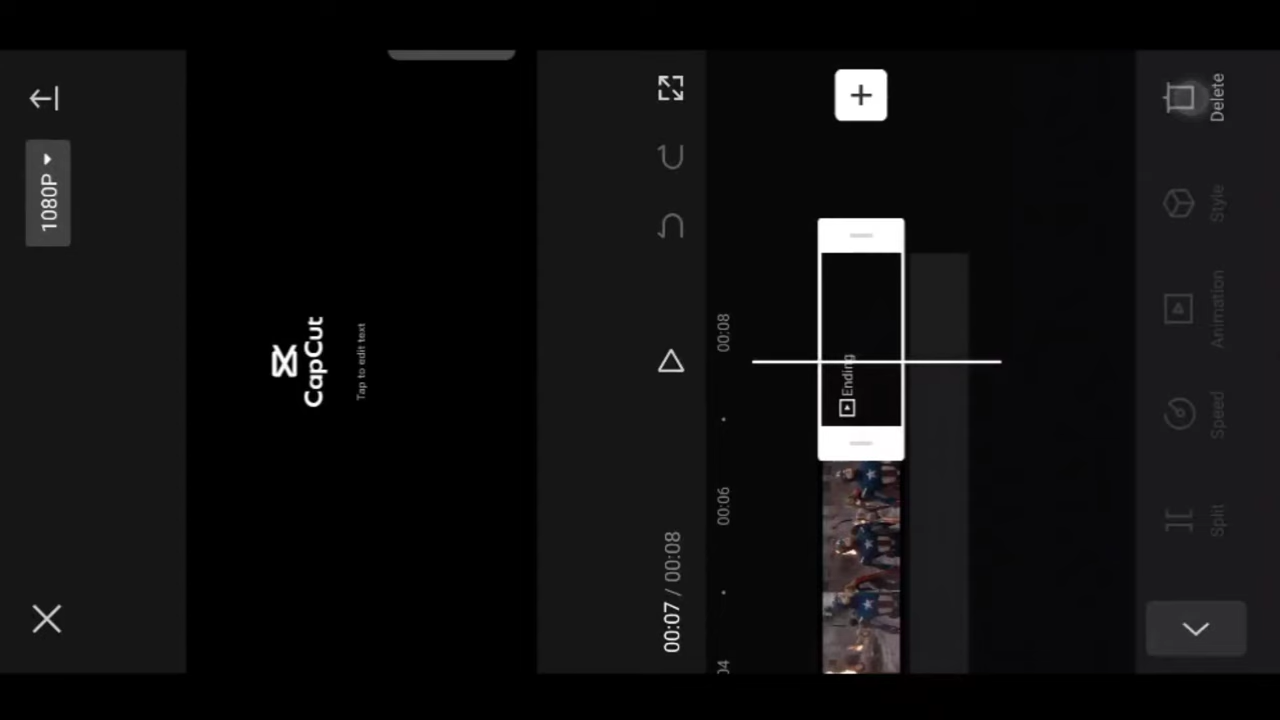 1080P
CapCut
Tap to edit text
00:07 / 00:08
04
00:06
00:08
Ending
Split
Speed
Animation
Style
Delete